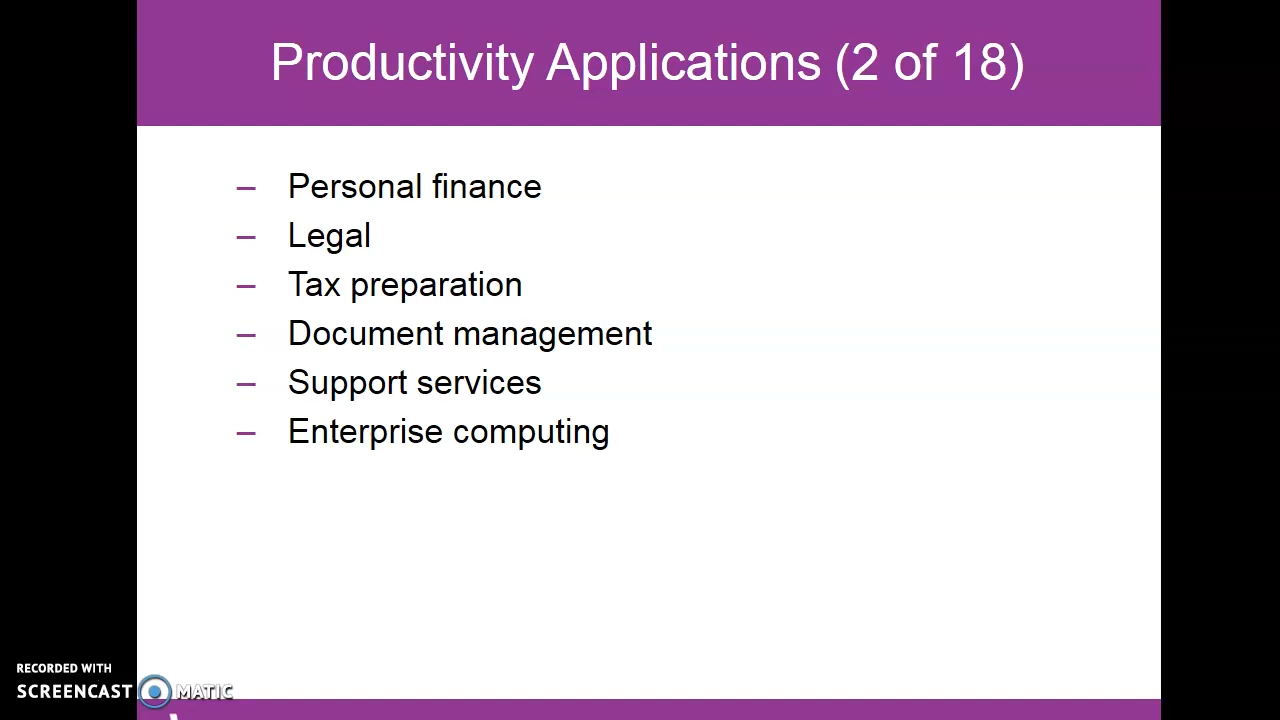 Productivity Applications (2 of 18)
– Personal finance
– Legal
– Tax preparation
– Document management
– Support services
– Enterprise computing
RECORDED WITH
SCREENCAST MATIC